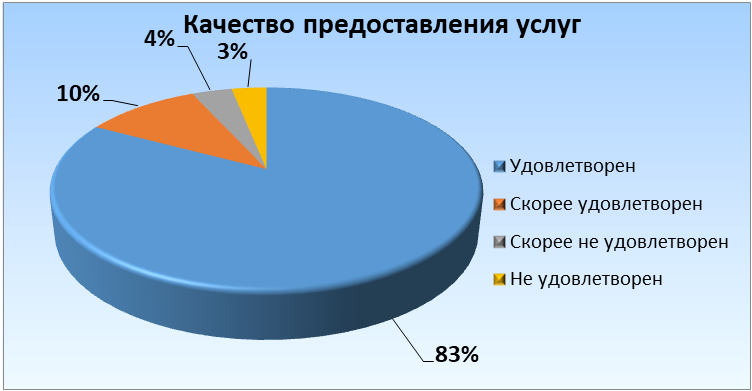 Качество предоставления услуг
4%
3%
10%
Удовлетворен
Скорее удовлетворен
Скорее не удовлетворен
Не удовлетворен
83%